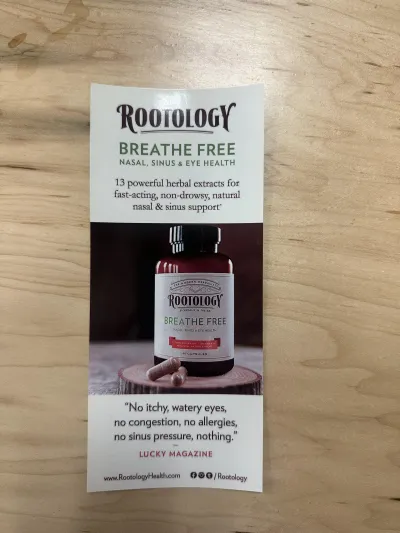 ROOTOLOGY
BREATHE FREE
NASAL, SINUS & EYE HEALTH
13 powerful herbal extracts for
fast-acting, non-drowsy, natural
nasal & sinus support*
ROOTOLOGY
BREATHE FREE
"No itchy, watery eyes,
no congestion, no allergies,
no sinus pressure, nothing."
LUCKY MAGAZINE
www.RootologyHealth.com /Rootology